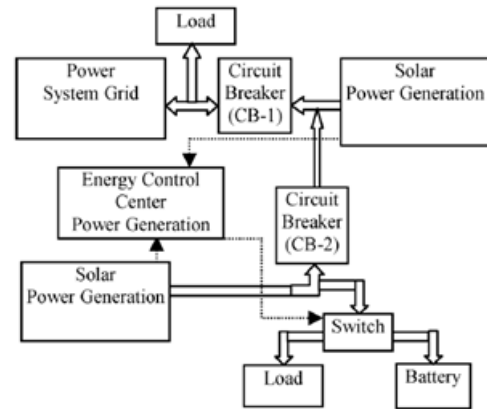 Load
Power
System Grid
Circuit
Breaker
(CB-1)
Solar
Power Generation
Energy Control
Center
Power Generation
Circuit
Breaker
(CB-2)
Solar
Power Generation
Switch
Load
Battery